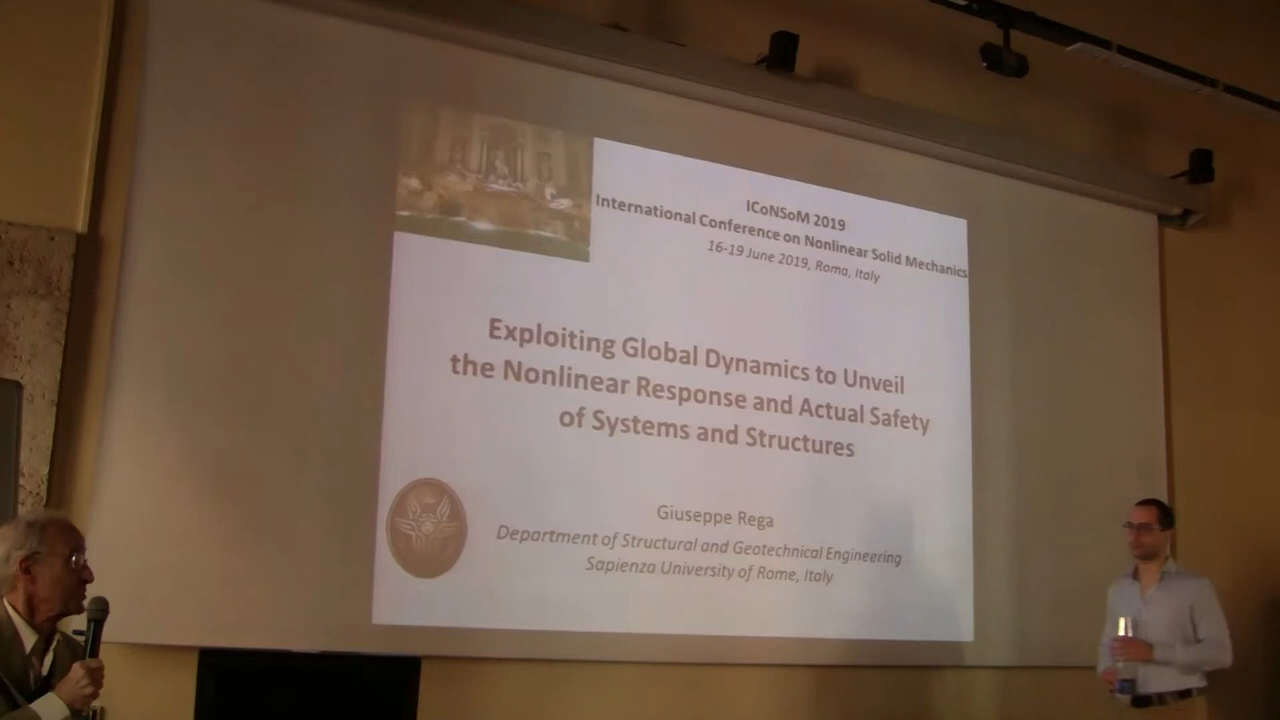 ICoNSoM 2019
International Conference on Nonlinear Solid Mechanics
16-19 June 2019, Roma, Italy
Exploiting Global Dynamics to Unveil
the Nonlinear Response and Actual Safety
of Systems and Structures
Giuseppe Rega
Department of Structural and Geotechnical Engineering
Sapienza University of Rome, Italy